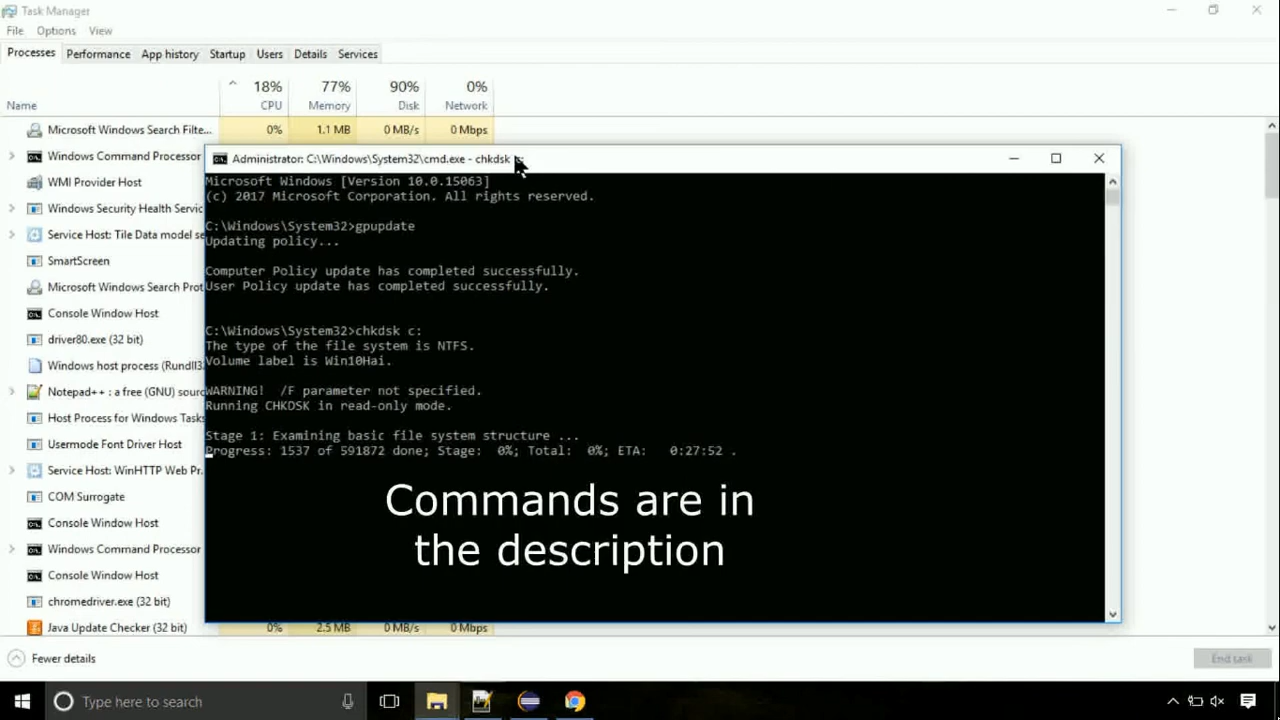 Task Manager
File Options View
Processes Performance App history Startup Users Details Services
18% 77% 90% 0%
Name CPU Memory Disk Network
Microsoft Windows Search Filte... 0% 1.1 MB 0 MB/s 0 Mbps
Windows Command Processor
WMI Provider Host
Windows Security Health Servic
Service Host: Tile Data model se
SmartScreen
Microsoft Windows Search Prot
Console Window Host
driver80.exe (32 bit)
Windows host process (Rundll3
Notepad++ : a free (GNU) sour
Host Process for Windows Tasks
Usermode Font Driver Host
Service Host: WinHTTP Web Pr.
COM Surrogate
Console Window Host
Windows Command Processor
Console Window Host
chromedriver.exe (32 bit)
Java Update Checker (32 bit) 0% 2.5 MB 0 MB/s 0 Mbps
Administrator: C:\Windows\System32\cmd.exe - chkdsk
Microsoft Windows [Version 10.0.15063]
(c) 2017 Microsoft Corporation. All rights reserved.
C:\Windows\System32>gpupdate
Updating policy...
Computer Policy update has completed successfully.
User Policy update has completed successfully.
C:\Windows\System32>chkdsk c:
The type of the file system is NTFS.
Volume label is Win10Hai.
WARNING! /F parameter not specified.
Running CHKDSK in read-only mode.
Stage 1: Examining basic file system structure ...
Progress: 1537 of 591872 done; Stage: 0%; Total: 0%; ETA: 0:27:52 .
Commands are in
the description
Fewer details
End task
Type here to search